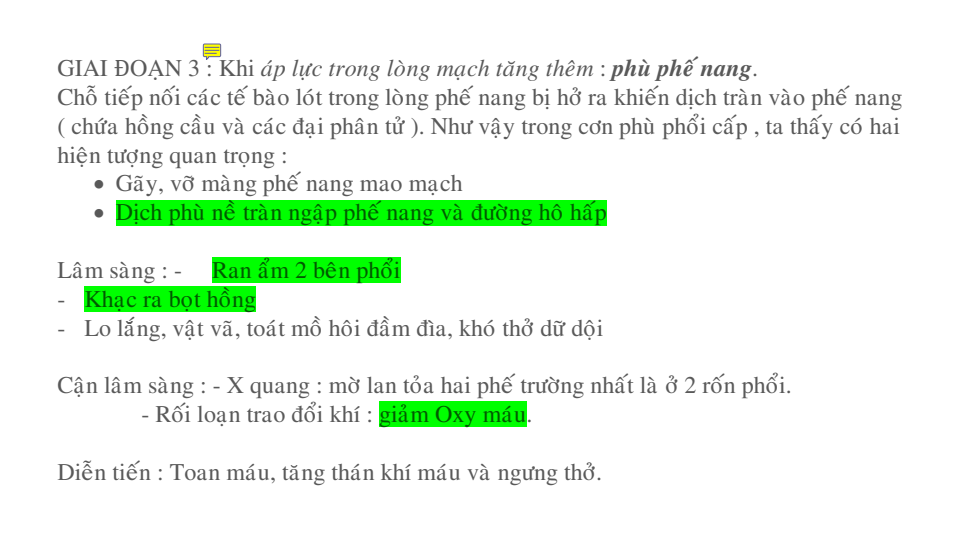 GIAI ĐOẠN 3 : Khi áp lực trong lòng mạch tăng thêm : phù phế nang.
Chỗ tiếp nối các tế bào lót trong lòng phế nang bị hở ra khiến dịch tràn vào phế nang
( chứa hồng cầu và các đại phân tử ). Như vậy trong cơn phù phổi cấp , ta thấy có hai
hiện tượng quan trọng :
• Gãy, vỡ màng phế nang mao mạch
• Dịch phù nề tràn ngập phế nang và đường hô hấp
Lâm sàng : - Ran ẩm 2 bên phổi
- Khạc ra bọt hồng
- Lo lắng, vật vã, toát mồ hôi đầm đìa, khó thở dữ dội
Cận lâm sàng : - X quang : mờ lan tỏa hai phế trường nhất là ở 2 rốn phổi.
- Rối loạn trao đổi khí : giảm Oxy máu.
Diễn tiến : Toan máu, tăng thán khí máu và ngưng thở.